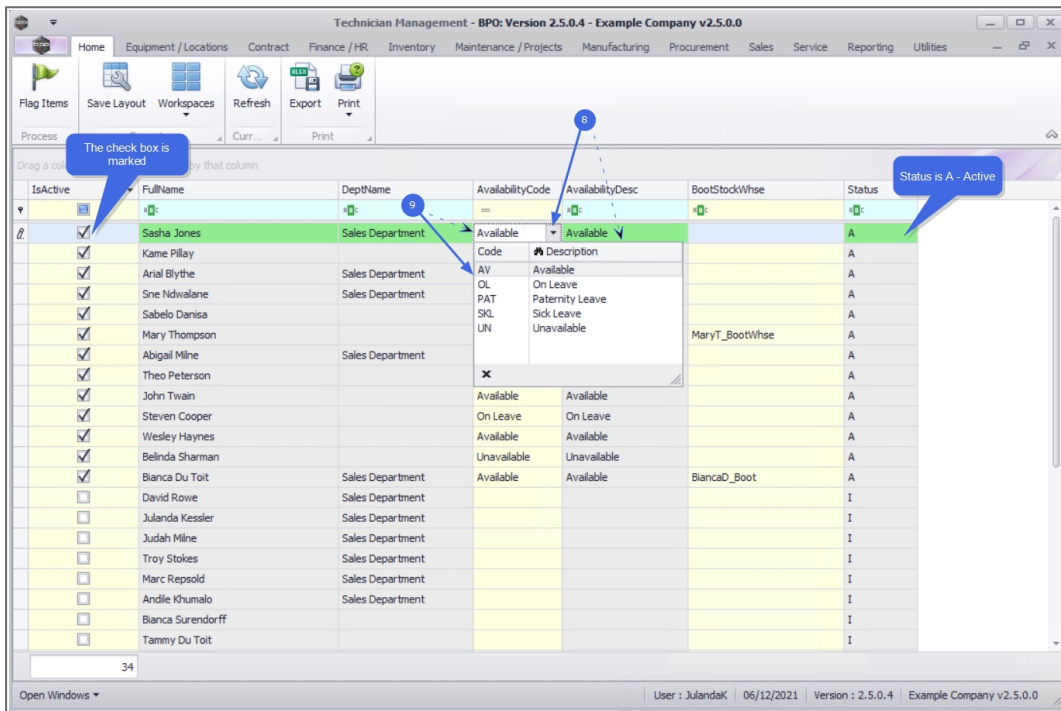 Technician Management - BPO: Version 2.5.0.4 - Example Company v2.5.0.0
Home Equipment / Locations Contract Finance / HR Inventory Maintenance / Projects Manufacturing Procurement Sales Service Reporting Utilities
Flag Items Save Layout Workspaces Refresh Export Print
Process Curr... Print
8
The check box is
marked
Drag a col by that column
Status is A - Active
IsActive FullName DeptName AvailabilityCode AvailabilityDesc BootStockWhse Status
9
=
Sasha Jones Sales Department Available Available A
Kame Pillay A
Code Description
Arial Blythe Sales Department A
AV Available
Sne Ndwalane Sales Department A
OL On Leave
PAT Paternity Leave
Sabelo Danisa A
SKL Sick Leave
Mary Thompson MaryT_BootWhse A
UN Unavailable
Abigail Milne Sales Department A
Theo Peterson A
John Twain Available Available A
Steven Cooper On Leave On Leave A
Wesley Haynes Available Available A
Belinda Sharman Unavailable Unavailable A
Bianca Du Toit Sales Department Available Available BiancaD_Boot A
David Rowe Sales Department I
Julanda Kessler Sales Department I
Judah Milne Sales Department I
Troy Stokes Sales Department I
Marc Repsold Sales Department I
Andile Khumalo Sales Department I
Bianca Surendorff I
Tammy Du Toit I
34
Open Windows User : JulandaK 06/12/2021 Version : 2.5.0.4 Example Company v2.5.0.0